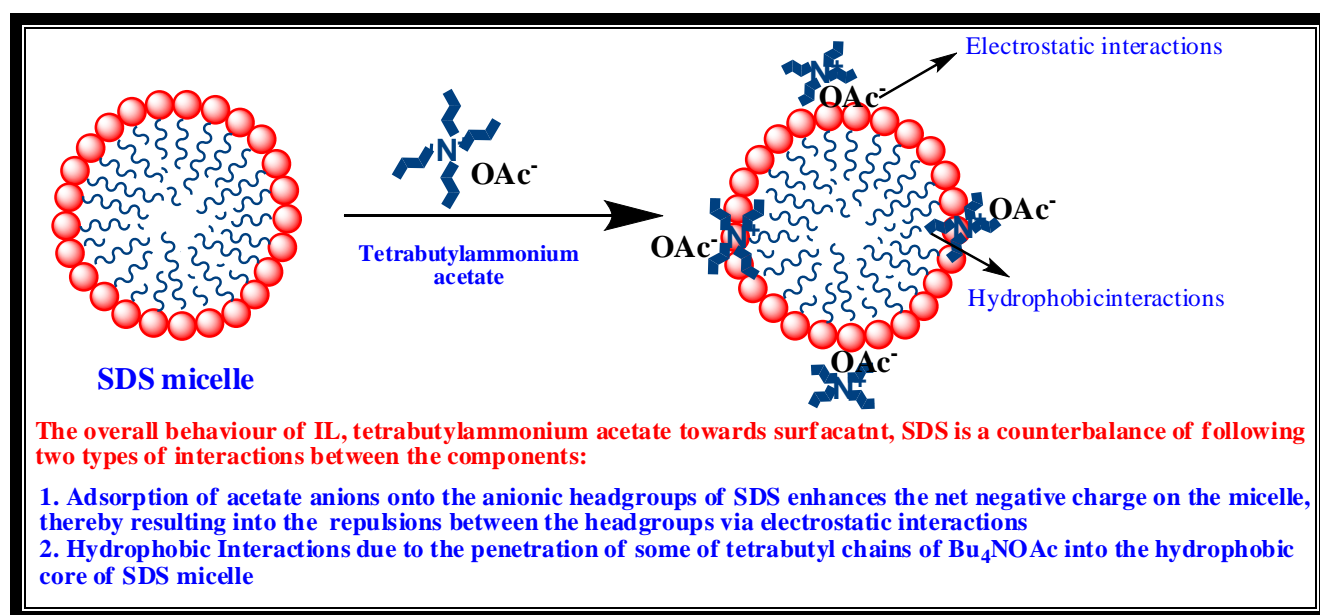 Electrostatic interactions
N+
OAc-
N+
OAc-
Tetrabutylammonium
acetate
N+
OAc-
N+
OAc-
Hydrophobicinteractions
OAc-
N+
SDS micelle
The overall behaviour of IL, tetrabutylammonium acetate towards surfacatnt, SDS is a counterbalance of following
two types of interactions between the components:
1. Adsorption of acetate anions onto the anionic headgroups of SDS enhances the net negative charge on the micelle,
thereby resulting into the repulsions between the headgroups via electrostatic interactions
2. Hydrophobic Interactions due to the penetration of some of tetrabutyl chains of Bu4NOAc into the hydrophobic
core of SDS micelle